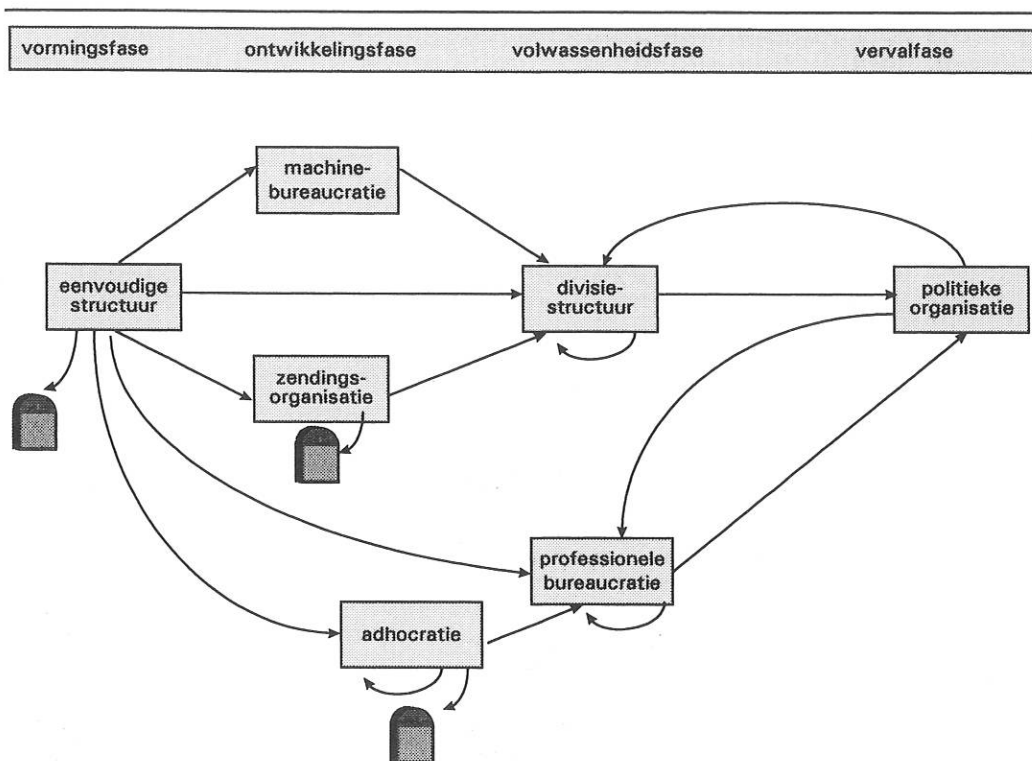 vormingsfase ontwikkelingsfase volwassenheidsfase vervalfase
machine-
bureaucratie
eenvoudige
structuur
divisie-
structuur
politieke
organisatie
zendings-
organisatie
professionele
bureaucratie
adhocratie